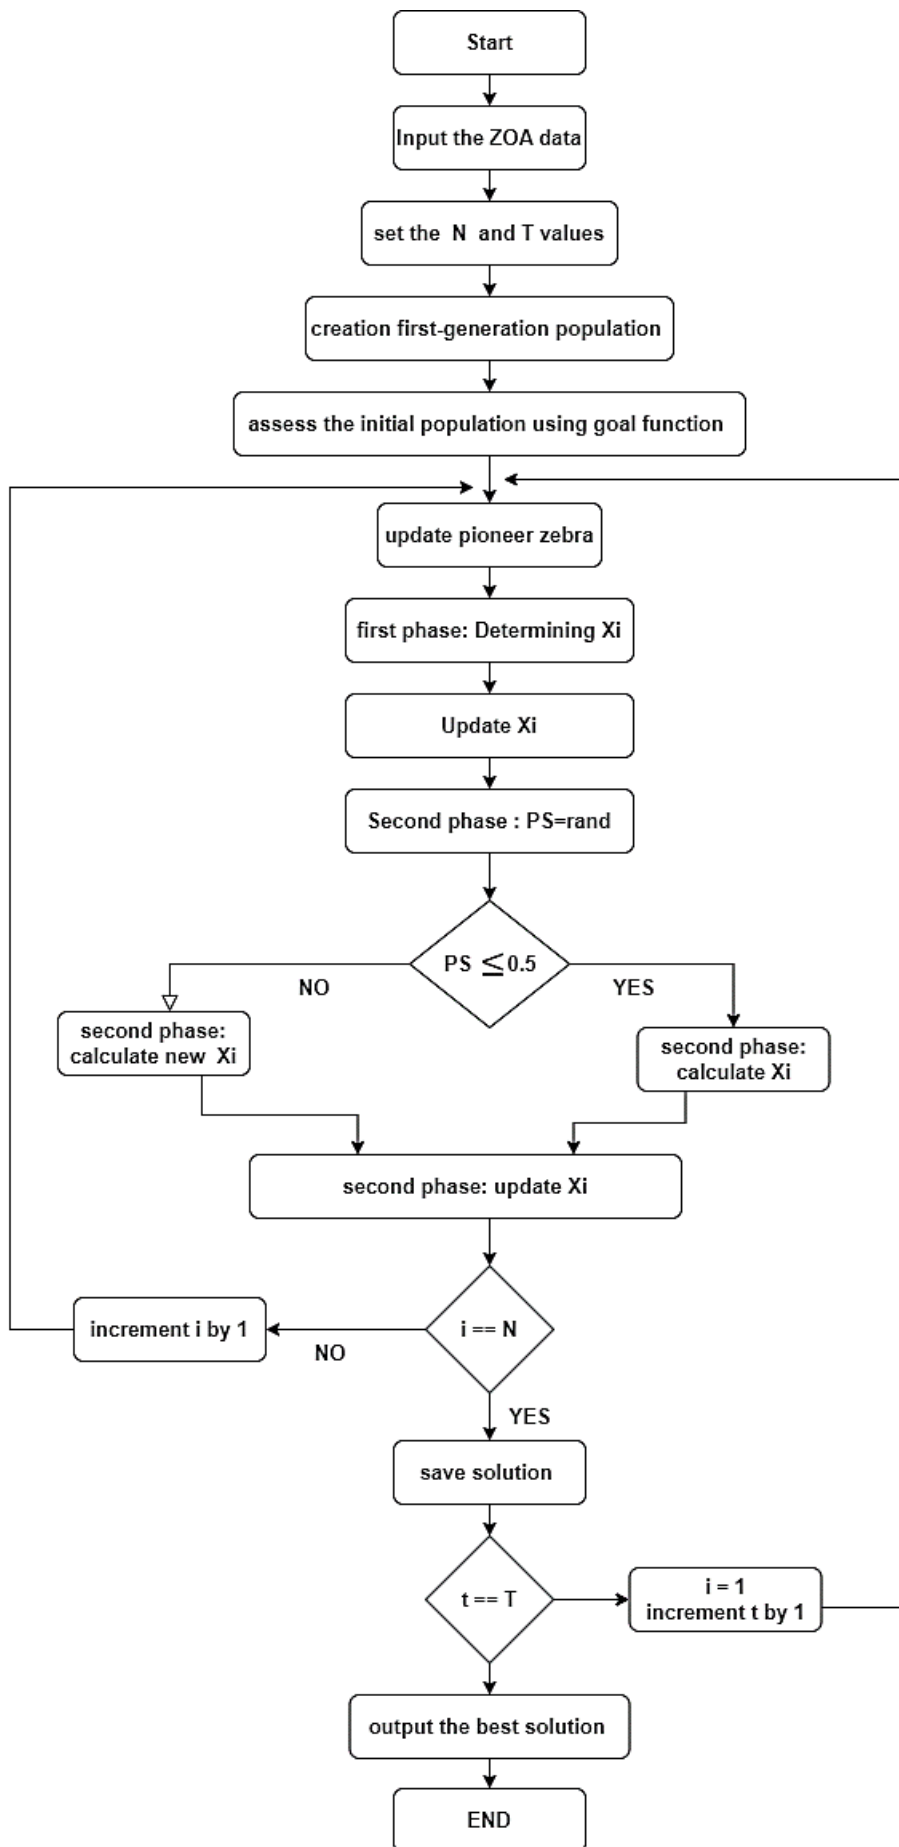 Start
Input the ZOA data
set the N and T values
creation first-generation population
assess the initial population using goal function
update pioneer zebra
first phase: Determining Xi
Update Xi
Second phase : PS=rand
PS ≤ 0.5
NO
YES
second phase:
calculate new Xi
second phase:
calculate Xi
second phase: update Xi
increment i by 1
NO
i == N
YES
save solution
t == T
i = 1
increment t by 1
output the best solution
END